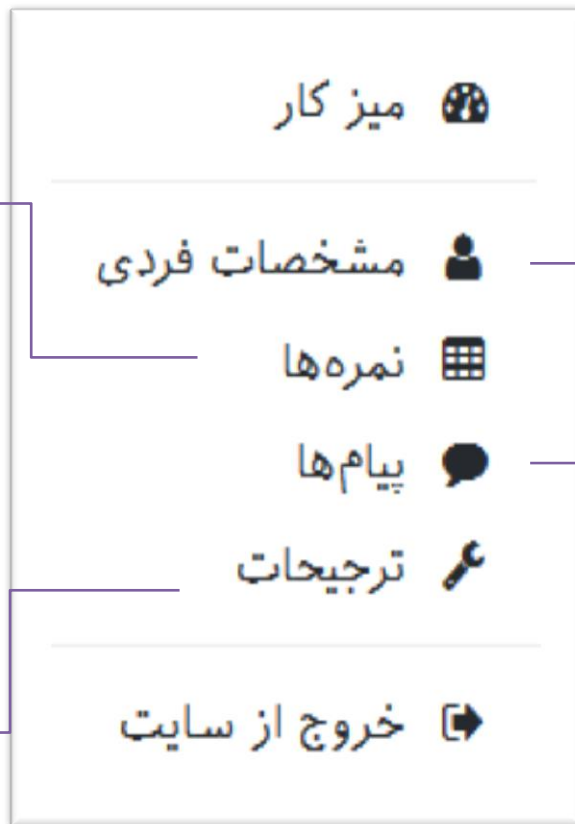 میز کار
مشخصات فردی
نمره‌ها
پیام‌ها
ترجیحات
خروج از سایت